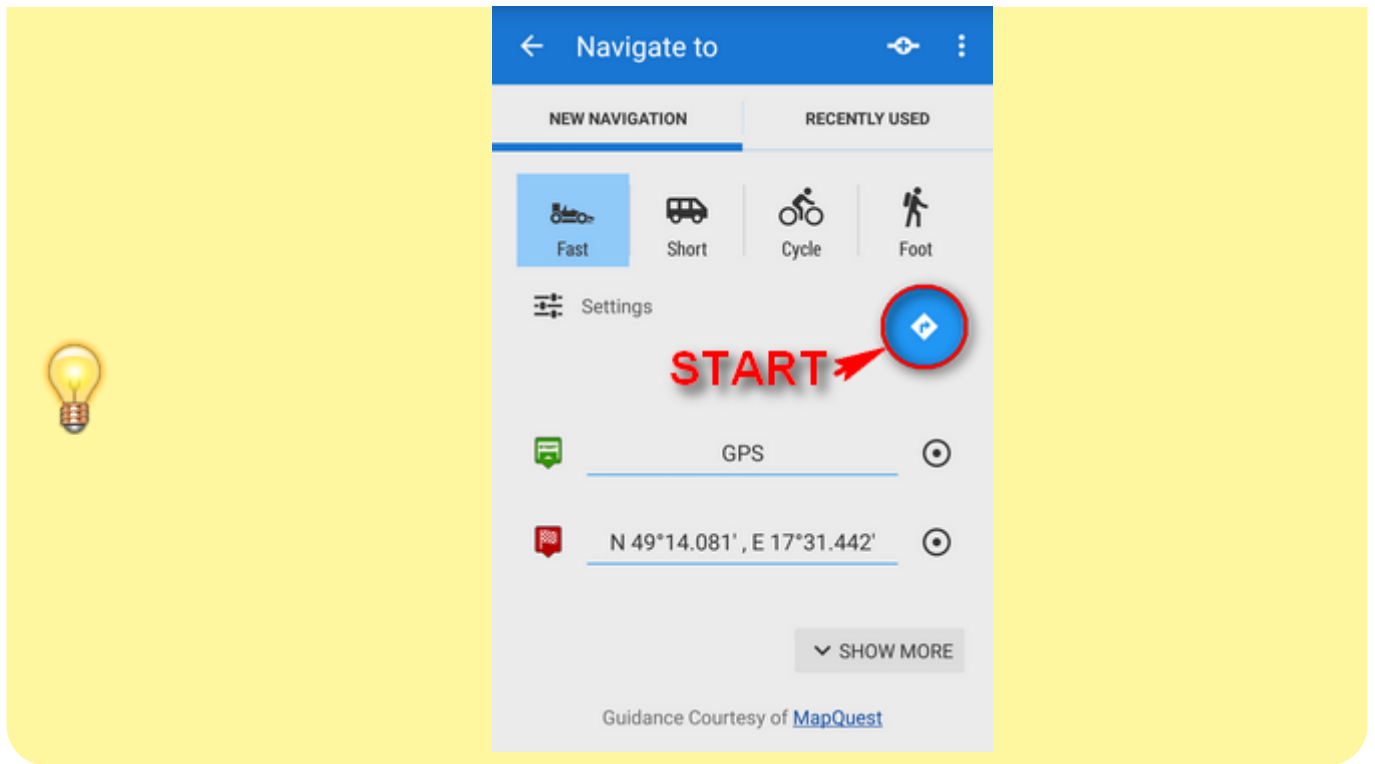 Navigate to
NEW NAVIGATION RECENTLY USED
Fast Short Cycle Foot
Settings
START
GPS
N 49°14.081' , E 17°31.442'
SHOW MORE
Guidance Courtesy of MapQuest